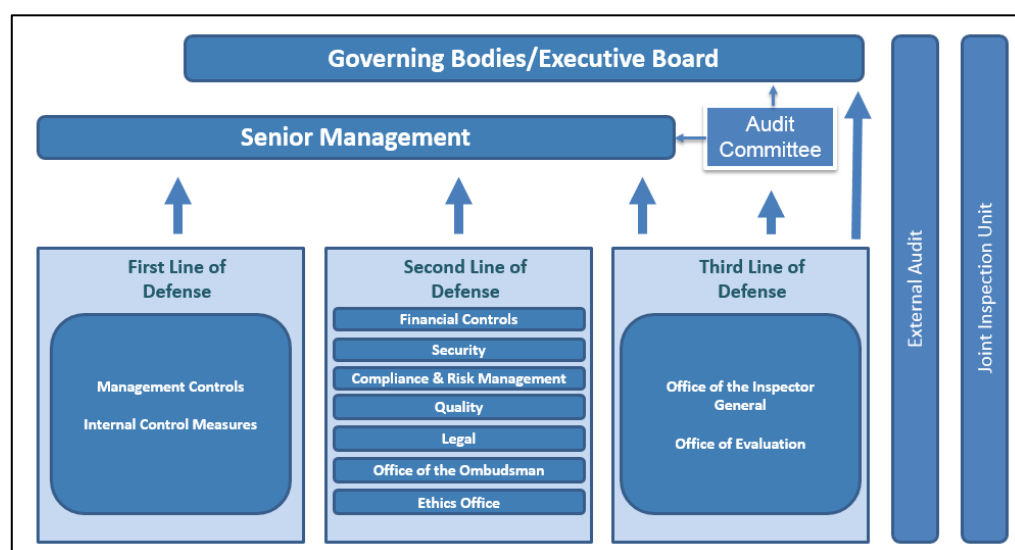 Governing Bodies/Executive Board
Senior Management
Audit
Committee
First Line of
Defense
Management Controls
Internal Control Measures
Second Line of
Defense
Financial Controls
Security
Compliance & Risk Management
Quality
Legal
Office of the Ombudsman
Ethics Office
Third Line of
Defense
Office of the Inspector
General
Office of Evaluation
External Audit
Joint Inspection Unit